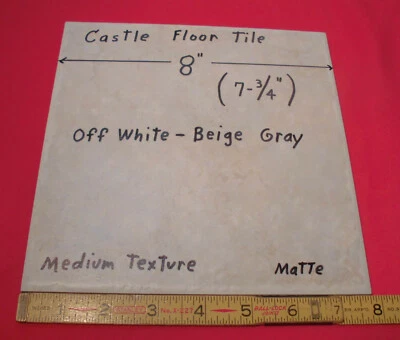 Castle Floor Tile
8"
(7-3/4")
Off White - Beige Gray
Medium Texture
Matte
1 2 3 4 5 6 7 8